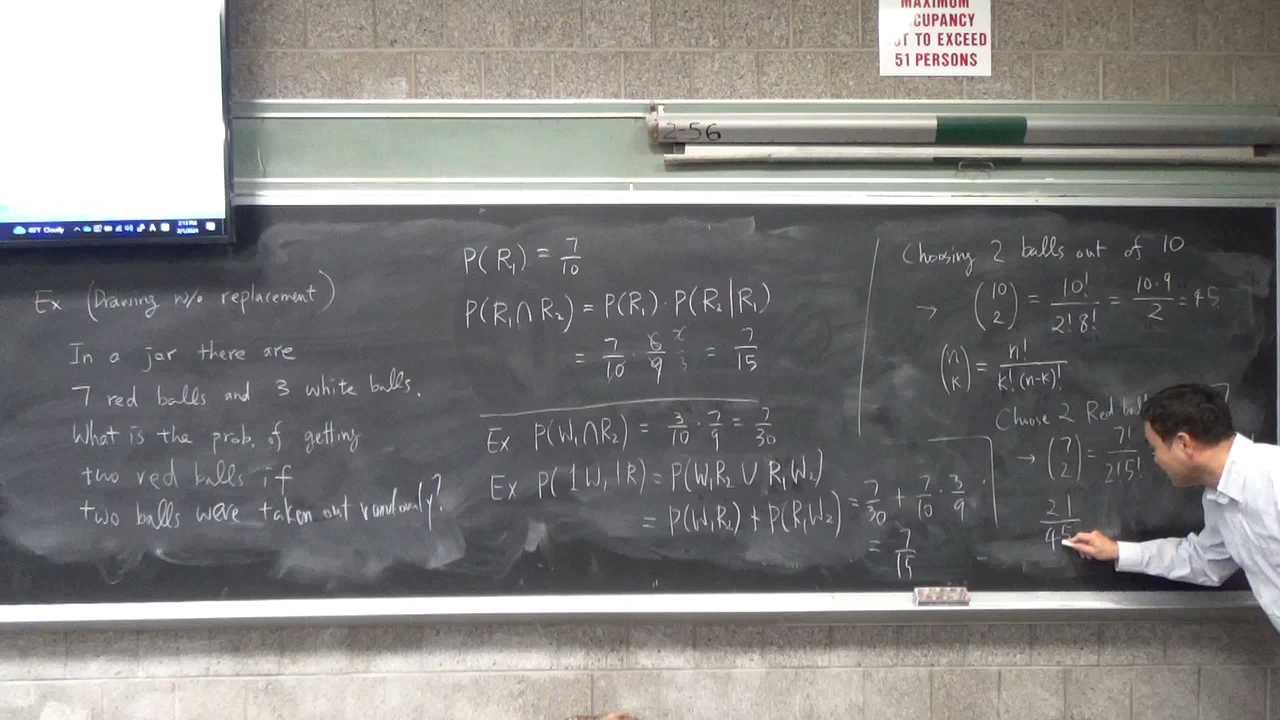 MAXIMUM
OCCUPANCY
NOT TO EXCEED
51 PERSONS
2-56
Ex (Drawing w/o replacement)
In a jar there are
7 red balls and 3 white balls.
What is the prob. of getting
two red balls if
two balls were taken out randomly?
P(R₁) = 7/10
P(R₁∩R₂) = P(R₁)·P(R₂|R₁)
= 7/10 · 6/9 = 7/15
Ex P(W₁∩R₂) = 3/10 · 7/9 = 7/30
Ex P(1W, 1R) = P(W₁R₂ ∪ R₁W₂)
= P(W₁R₂) + P(R₁W₂) = 7/30 + 7/10 · 3/9
= 7/15
Choosing 2 balls out of 10
→ (10 2) = 10!/2!8! = 10·9/2 = 45
(n k) = n!/k!(n-k)!
Choose 2 Red 7
→ (7 2) = 7!/2!5!
21/45